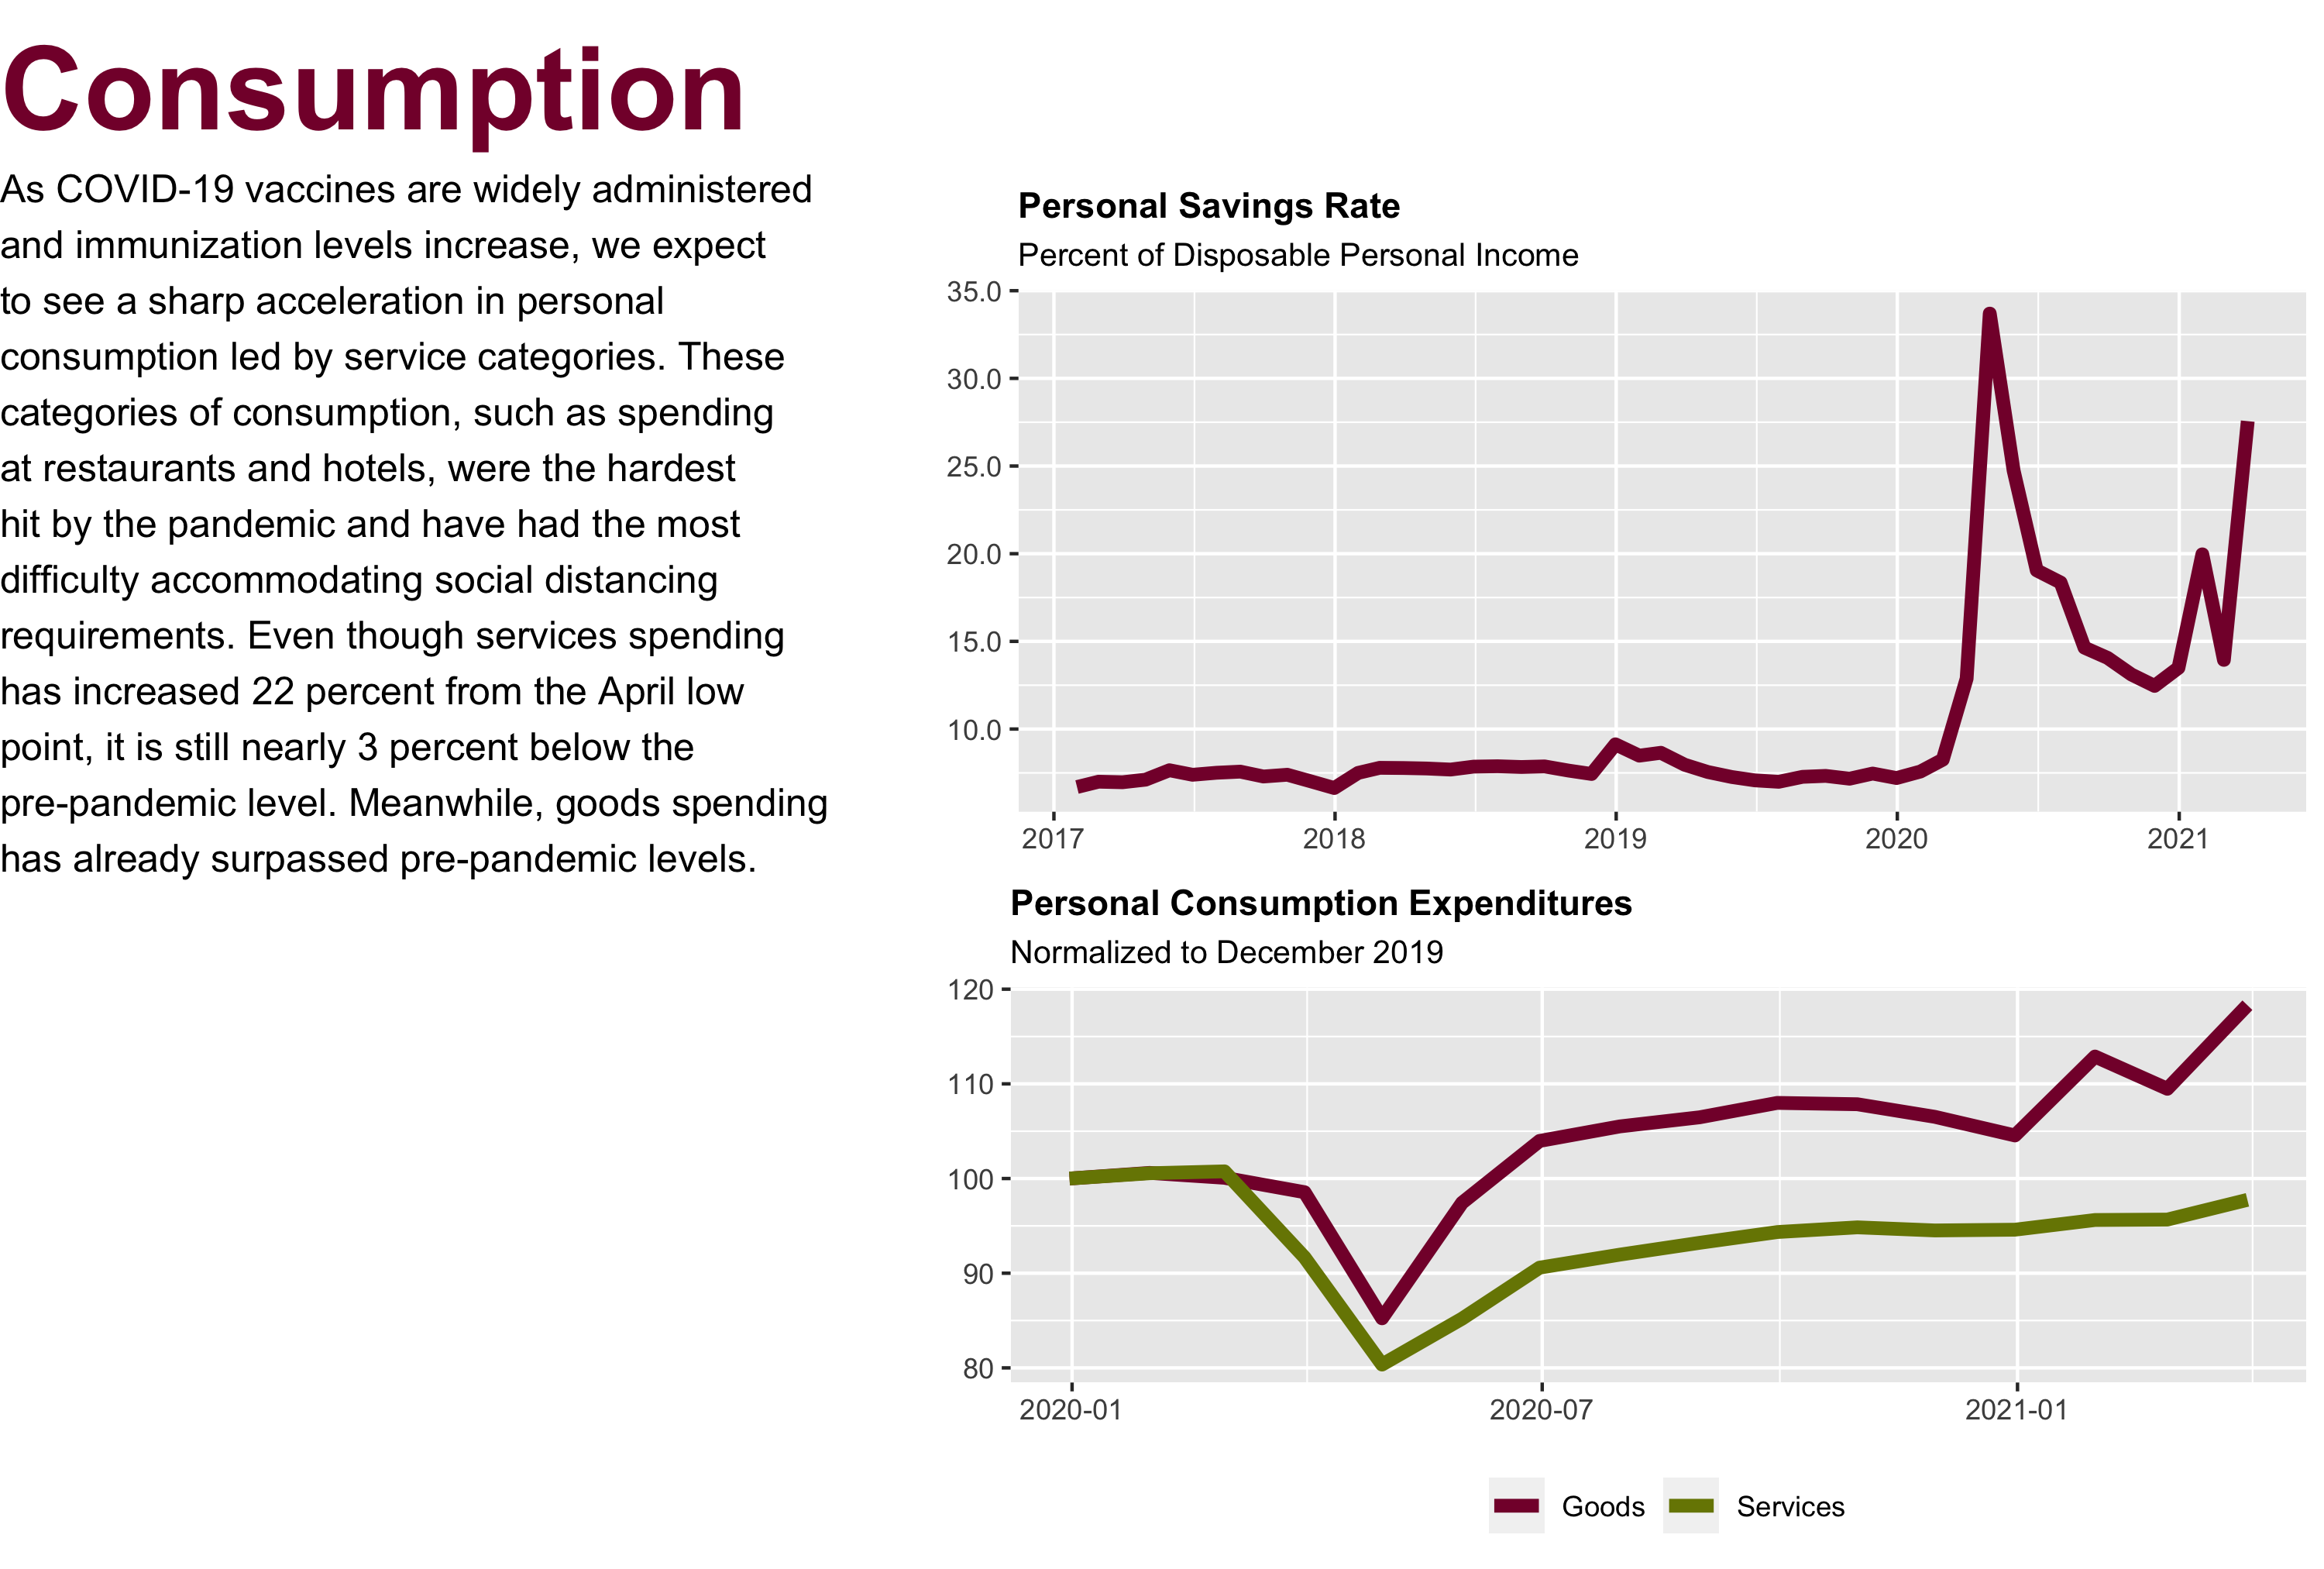 Consumption
As COVID-19 vaccines are widely administered
and immunization levels increase, we expect
to see a sharp acceleration in personal
consumption led by service categories. These
categories of consumption, such as spending
at restaurants and hotels, were the hardest
hit by the pandemic and have had the most
difficulty accommodating social distancing
requirements. Even though services spending
has increased 22 percent from the April low
point, it is still nearly 3 percent below the
pre-pandemic level. Meanwhile, goods spending
has already surpassed pre-pandemic levels.
Personal Savings Rate
Percent of Disposable Personal Income
35.0
30.0
25.0
20.0
15.0
10.0
2017 2018 2019 2020 2021
Personal Consumption Expenditures
Normalized to December 2019
120
110
100
90
80
2020-01 2020-07 2021-01
Goods Services